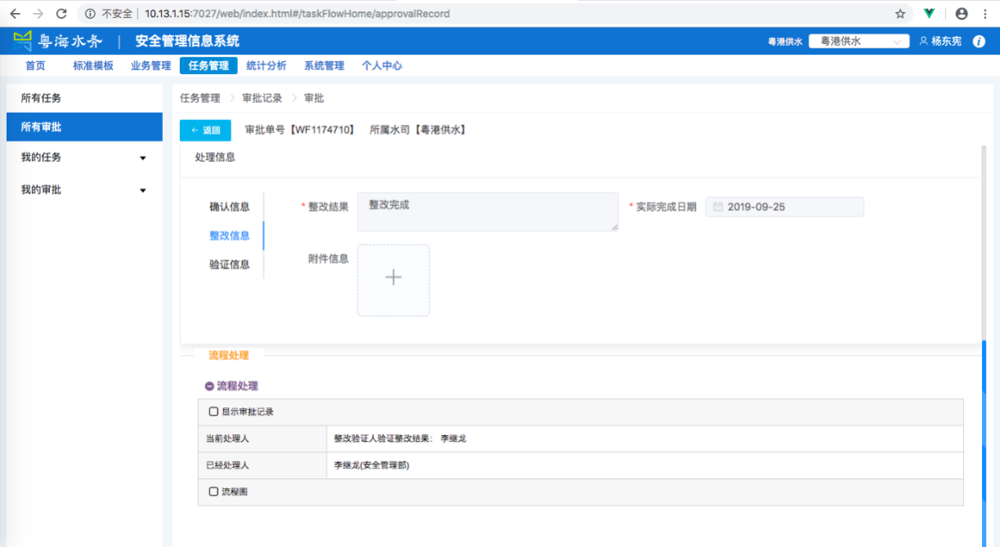 不安全 | 10.13.1.15:7027/web/index.html#/taskFlowHome/approvalRecord
粤海水务 | 安全管理信息系统 粤港供水 粤港供水 杨东宪
首页 标准模板 业务管理 任务管理 统计分析 系统管理 个人中心
所有任务
所有审批
我的任务
我的审批
任务管理 > 审批记录 > 审批
← 返回 审批单号【WF1174710】 所属水司【粤港供水】
处理信息
确认信息
整改信息
验证信息
* 整改结果 整改完成 * 实际完成日期 2019-09-25
附件信息
流程处理
流程处理
显示审批记录
当前处理人 整改验证人验证整改结果: 李继龙
已经处理人 李继龙(安全管理部)
流程图